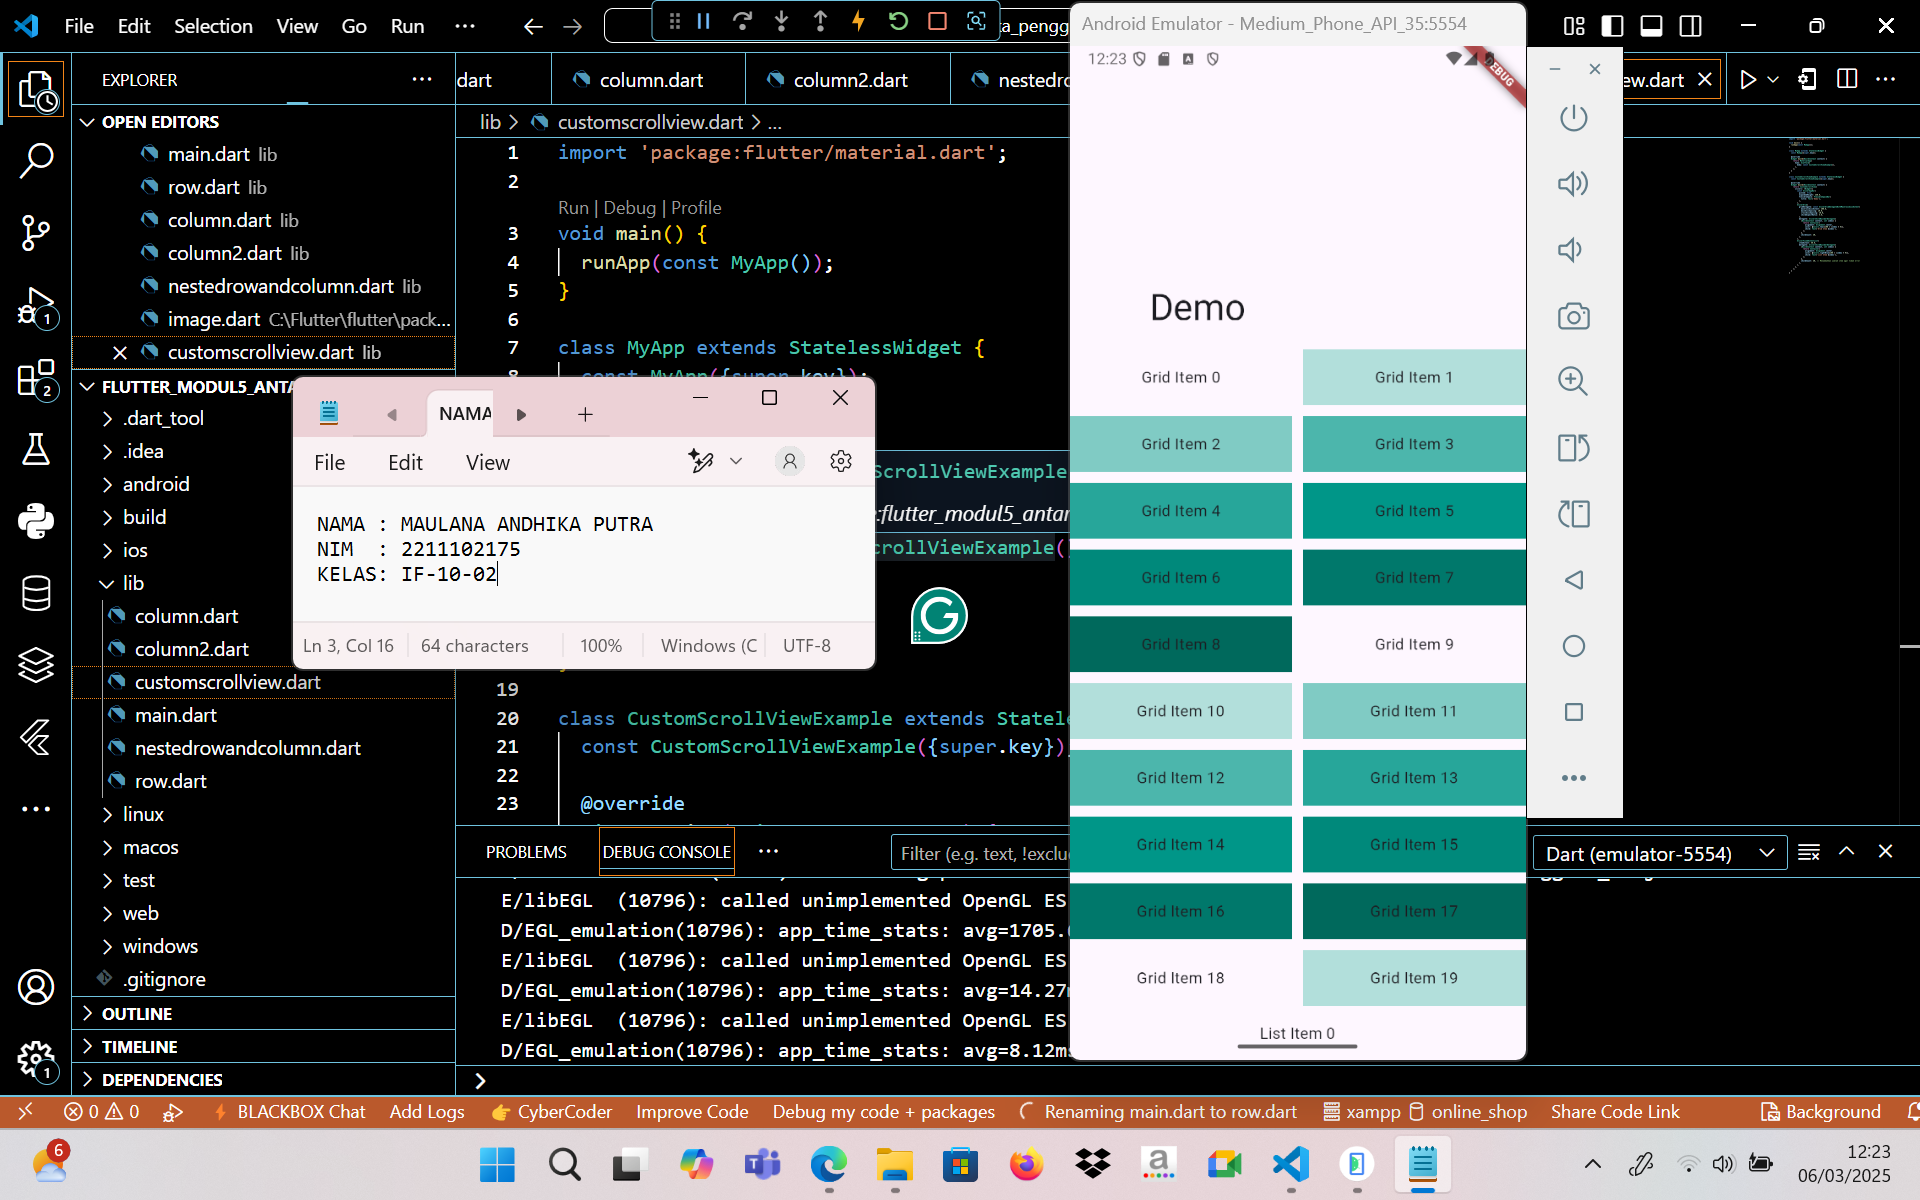 File Edit Selection View Go Run
ta_pengg
Android Emulator - Medium_Phone_API_35:5554
EXPLORER
dart
column.dart
column2.dart
nestedro
ew.dart
OPEN EDITORS
main.dart lib
row.dart lib
column.dart lib
column2.dart lib
nestedrowandcolumn.dart lib
image.dart C:\Flutter\flutter\pack...
customscrollview.dart lib
FLUTTER_MODUL5_ANTA
.dart_tool
.idea
android
build
ios
lib
column.dart
column2.dart
customscrollview.dart
main.dart
nestedrowandcolumn.dart
row.dart
linux
macos
test
web
windows
.gitignore
OUTLINE
TIMELINE
DEPENDENCIES
lib > customscrollview.dart > ...
1 import 'package:flutter/material.dart';
2
Run | Debug | Profile
3 void main() {
4 runApp(const MyApp());
5 }
6
7 class MyApp extends StatelessWidget {
8 const MyApp({super.key});
ScrollViewExample
:flutter_modul5_antar
crollViewExample(
19
20 class CustomScrollViewExample extends Statele
21 const CustomScrollViewExample({super.key})
22
23 @override
NAMA
File Edit View
NAMA : MAULANA ANDHIKA PUTRA
NIM : 2211102175
KELAS: IF-10-02
Ln 3, Col 16 64 characters 100% Windows (C UTF-8
PROBLEMS DEBUG CONSOLE
Filter (e.g. text, !exclu
Dart (emulator-5554)
E/libEGL (10796): called unimplemented OpenGL ES
D/EGL_emulation(10796): app_time_stats: avg=1705.
E/libEGL (10796): called unimplemented OpenGL ES
D/EGL_emulation(10796): app_time_stats: avg=14.27m
E/libEGL (10796): called unimplemented OpenGL ES
D/EGL_emulation(10796): app_time_stats: avg=8.12ms
12:23
DEBUG
Demo
Grid Item 0 Grid Item 1
Grid Item 2 Grid Item 3
Grid Item 4 Grid Item 5
Grid Item 6 Grid Item 7
Grid Item 8 Grid Item 9
Grid Item 10 Grid Item 11
Grid Item 12 Grid Item 13
Grid Item 14 Grid Item 15
Grid Item 16 Grid Item 17
Grid Item 18 Grid Item 19
List Item 0
0 0 BLACKBOX Chat Add Logs CyberCoder Improve Code Debug my code + packages Renaming main.dart to row.dart xampp online_shop Share Code Link Background
6
12:23
06/03/2025